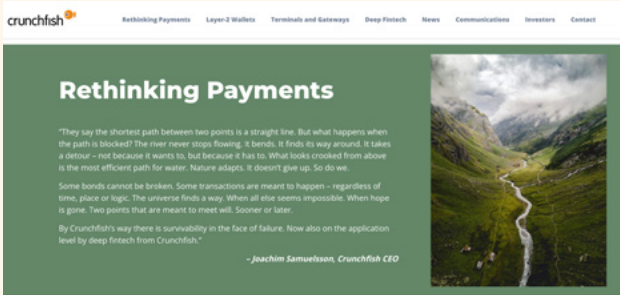 crunchfish
Rethinking Payments Layer-2 Wallets Terminals and Gateways Deep Fintech News Communications Investors Contact
Rethinking Payments
"They say the shortest path between two points is a straight line. But what happens when
the path is blocked? The river never stops flowing. It bends. It finds its way around. It takes
a detour – not because it wants to, but because it has to. What looks crooked from above
is the most efficient path for water. Nature adapts. It doesn't give up. So do we.
Some bonds cannot be broken. Some transactions are meant to happen – regardless of
time, place or logic. The universe finds a way. When all else seems impossible. When hope
is gone. Two points that are meant to meet will. Sooner or later.
By Crunchfish's way there is survivability in the face of failure. Now also on the application
level by deep fintech from Crunchfish."
– Joachim Samuelsson, Crunchfish CEO